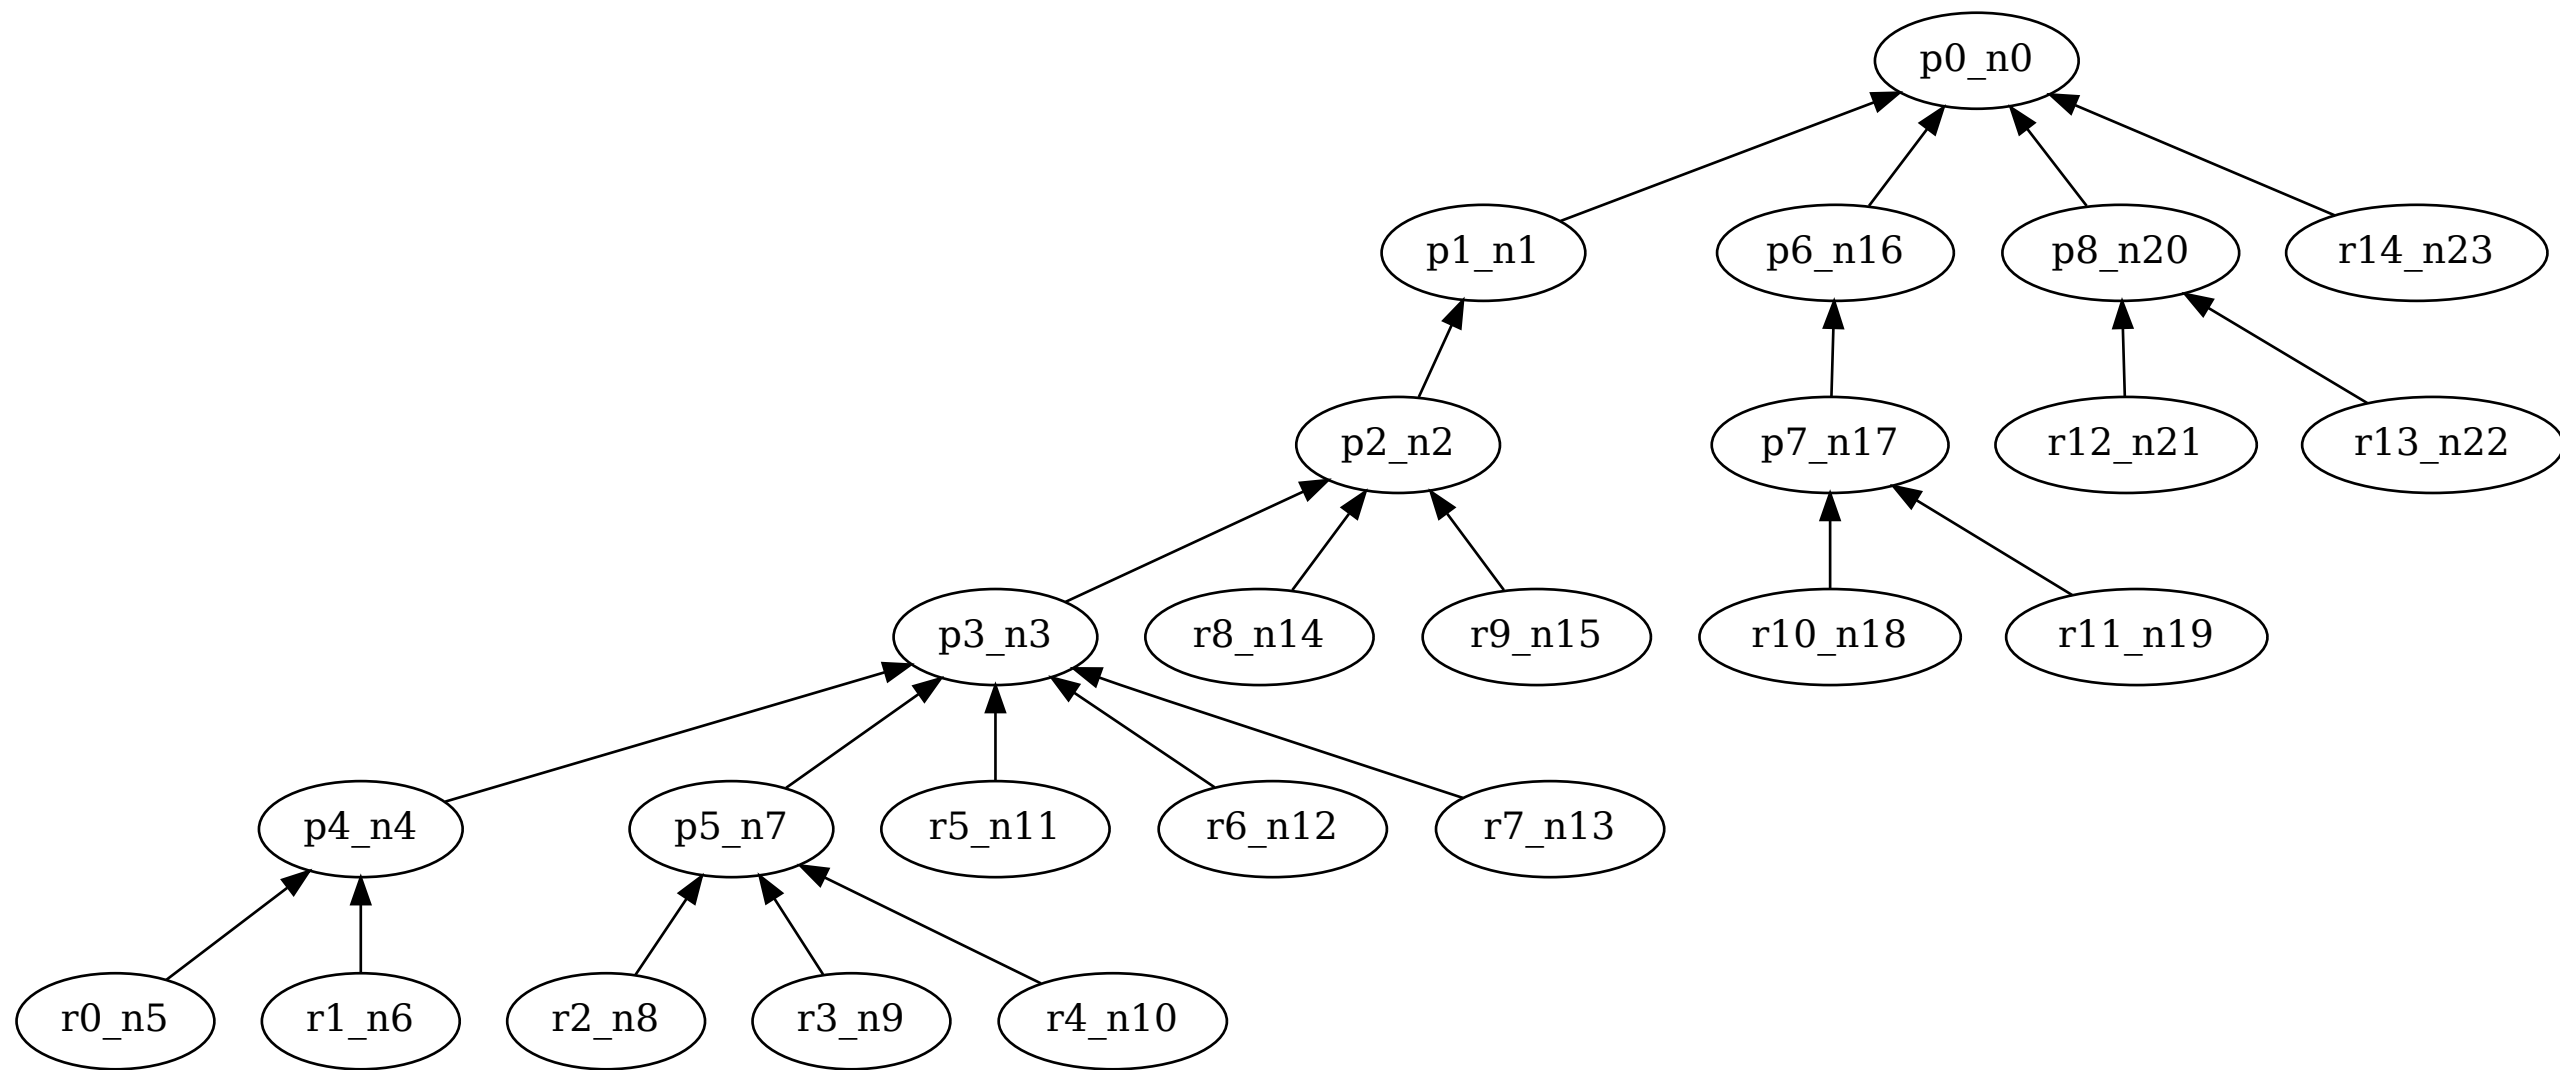 p0_n0
p1_n1 p6_n16 p8_n20 r14_n23
p2_n2 p7_n17 r12_n21 r13_n22
p3_n3 r8_n14 r9_n15 r10_n18 r11_n19
p4_n4 p5_n7 r5_n11 r6_n12 r7_n13
r0_n5 r1_n6 r2_n8 r3_n9 r4_n10